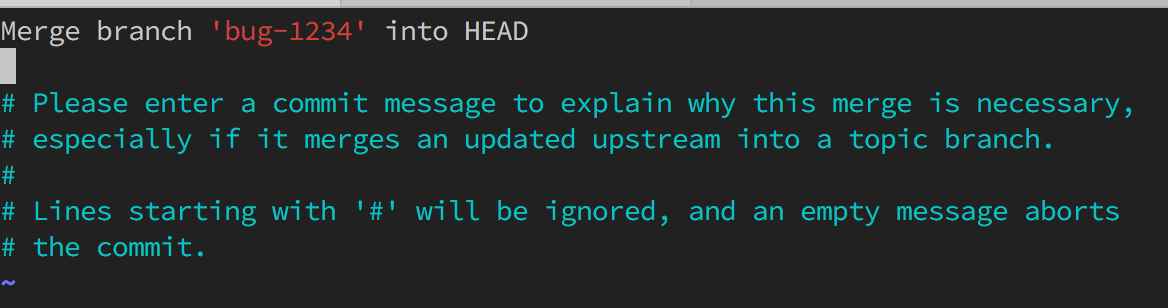 Merge branch 'bug-1234' into HEAD
# Please enter a commit message to explain why this merge is necessary,
# especially if it merges an updated upstream into a topic branch.
#
# Lines starting with '#' will be ignored, and an empty message aborts
# the commit.
~